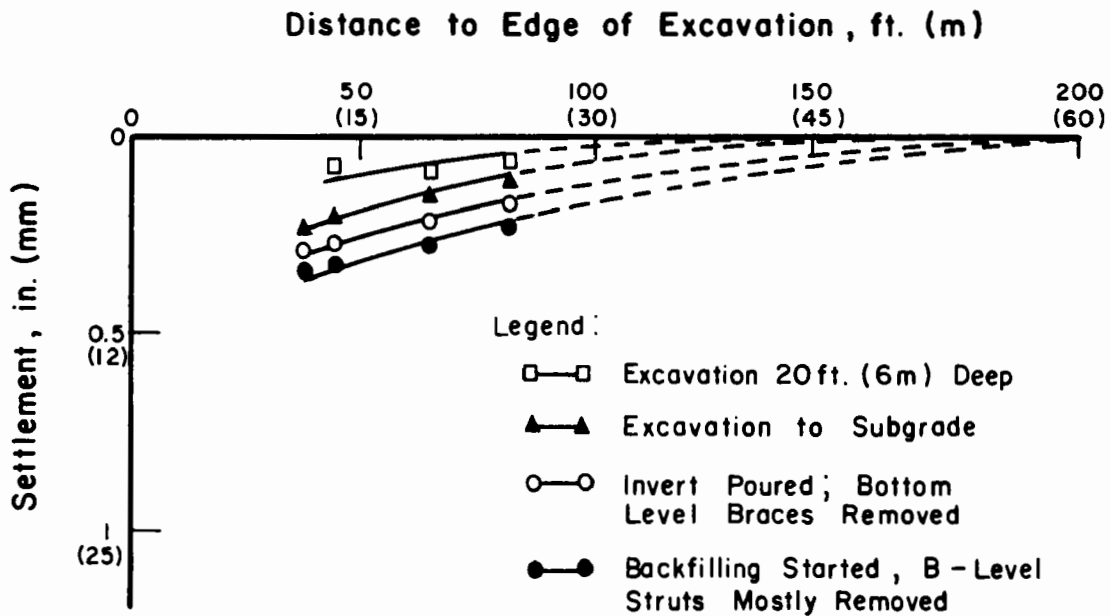 Distance to Edge of Excavation, ft. (m)
0 50 100 150 200
(15) (30) (45) (60)
0
0.5
(12)
1
(25)
Settlement, in. (mm)
Legend:
Excavation 20 ft. (6m) Deep
Excavation to Subgrade
Invert Poured; Bottom
Level Braces Removed
Backfilling Started, B-Level
Struts Mostly Removed